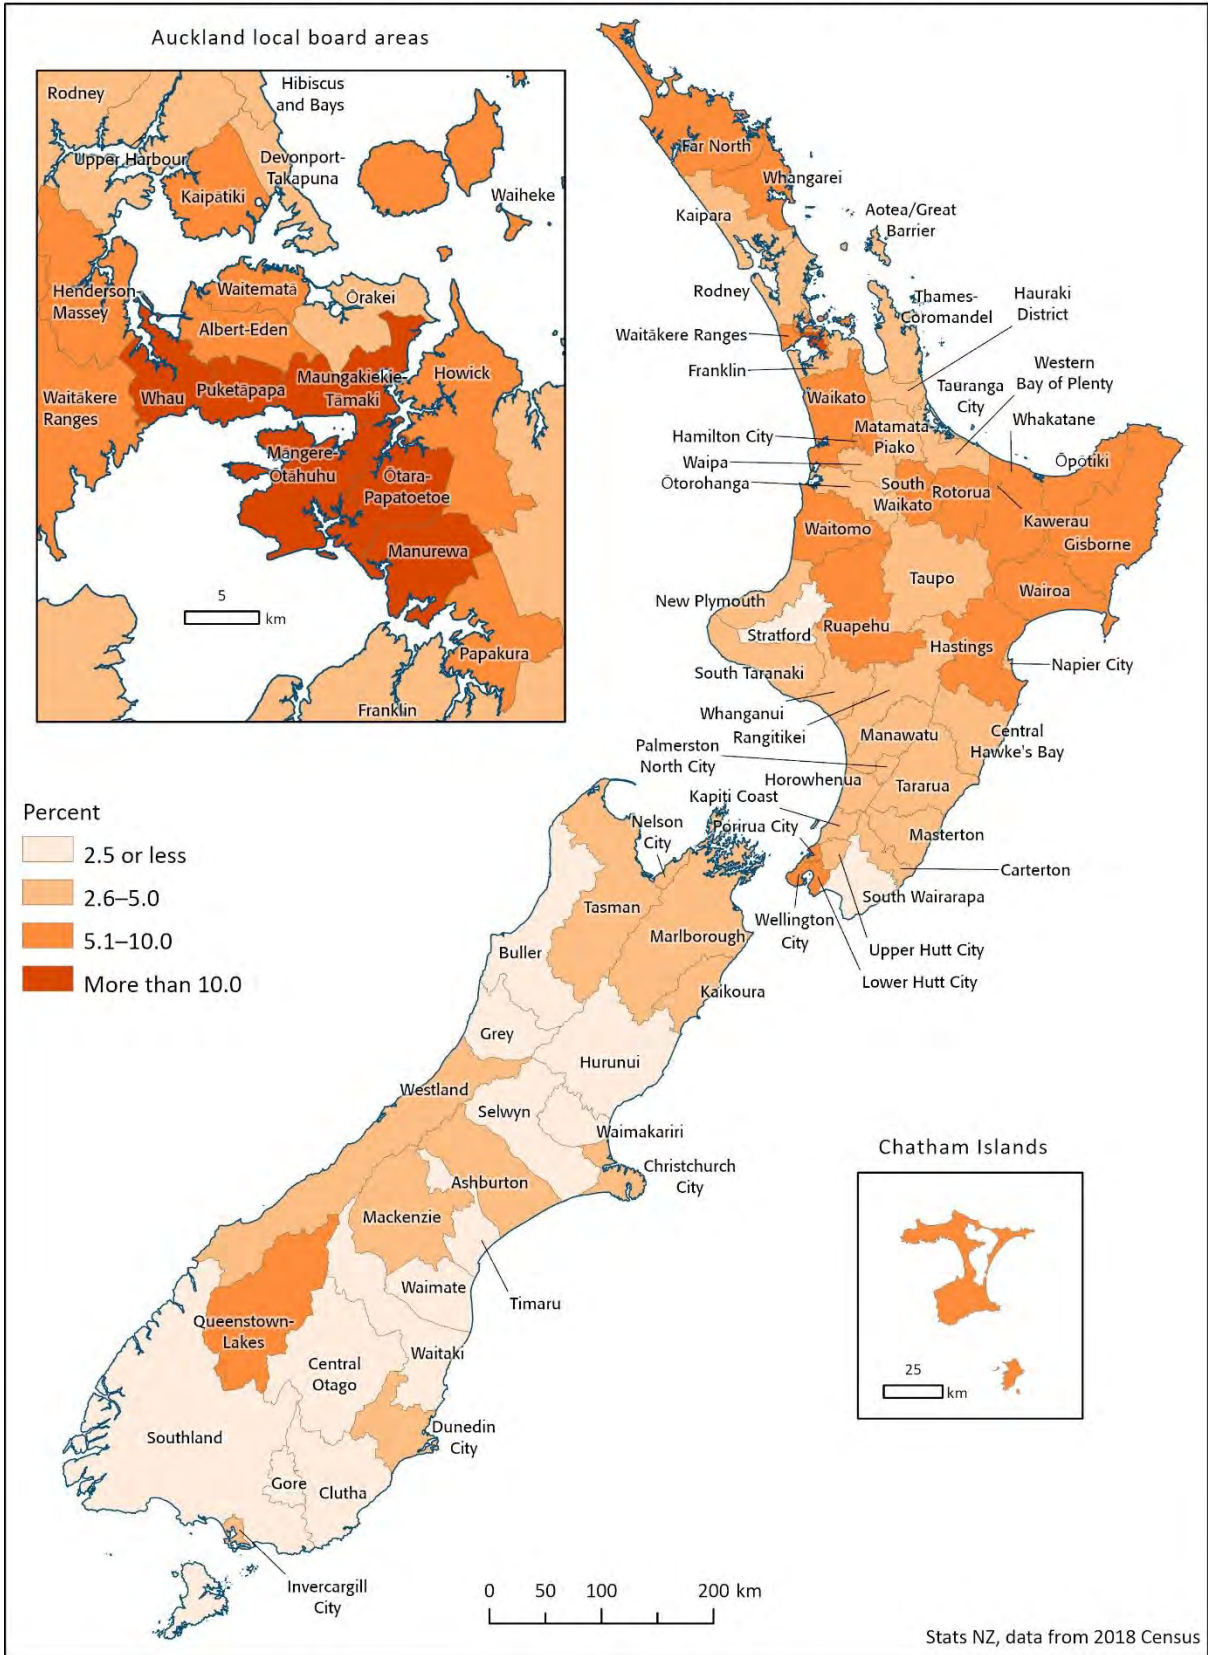 Auckland local board areas
Rodney
Hibiscus
and Bays
Upper Harbour
Devonport-
Takapuna
Kaipātiki
Waiheke
Henderson-
Massey
Waitematā
Ōrakei
Albert-Eden
Waitākere
Ranges
Whau
Puketāpapa
Maungakiekie-
Tāmaki
Howick
Māngere-
Ōtāhuhu
Ōtara-
Papatoetoe
Manurewa
5
km
Papakura
Franklin
Far North
Whangarei
Kaipara
Aotea/Great
Barrier
Rodney
Thames-
Coromandel
Hauraki
District
Waitākere Ranges
Franklin
Western
Bay of Plenty
Tauranga
City
Waikato
Whakatane
Hamilton City
Matamata-
Piako
Ōpōtiki
Waipa
Ōtorohanga
South
Waikato
Rotorua
Kawerau
Waitomo
Gisborne
Taupo
Wairoa
New Plymouth
Stratford
Ruapehu
Hastings
Napier City
South Taranaki
Whanganui
Rangitikei
Manawatu
Central
Hawke's Bay
Palmerston
North City
Horowhenua
Tararua
Kapiti Coast
Porirua City
Masterton
Carterton
South Wairarapa
Wellington
City
Upper Hutt City
Lower Hutt City
Percent
2.5 or less
2.6–5.0
5.1–10.0
More than 10.0
Nelson
City
Tasman
Marlborough
Buller
Kaikoura
Grey
Hurunui
Westland
Selwyn
Waimakariri
Christchurch
City
Ashburton
Mackenzie
Waimate
Timaru
Queenstown-
Lakes
Waitaki
Central
Otago
Dunedin
City
Southland
Gore
Clutha
Invercargill
City
Chatham Islands
25
km
0 50 100 200 km
Stats NZ, data from 2018 Census